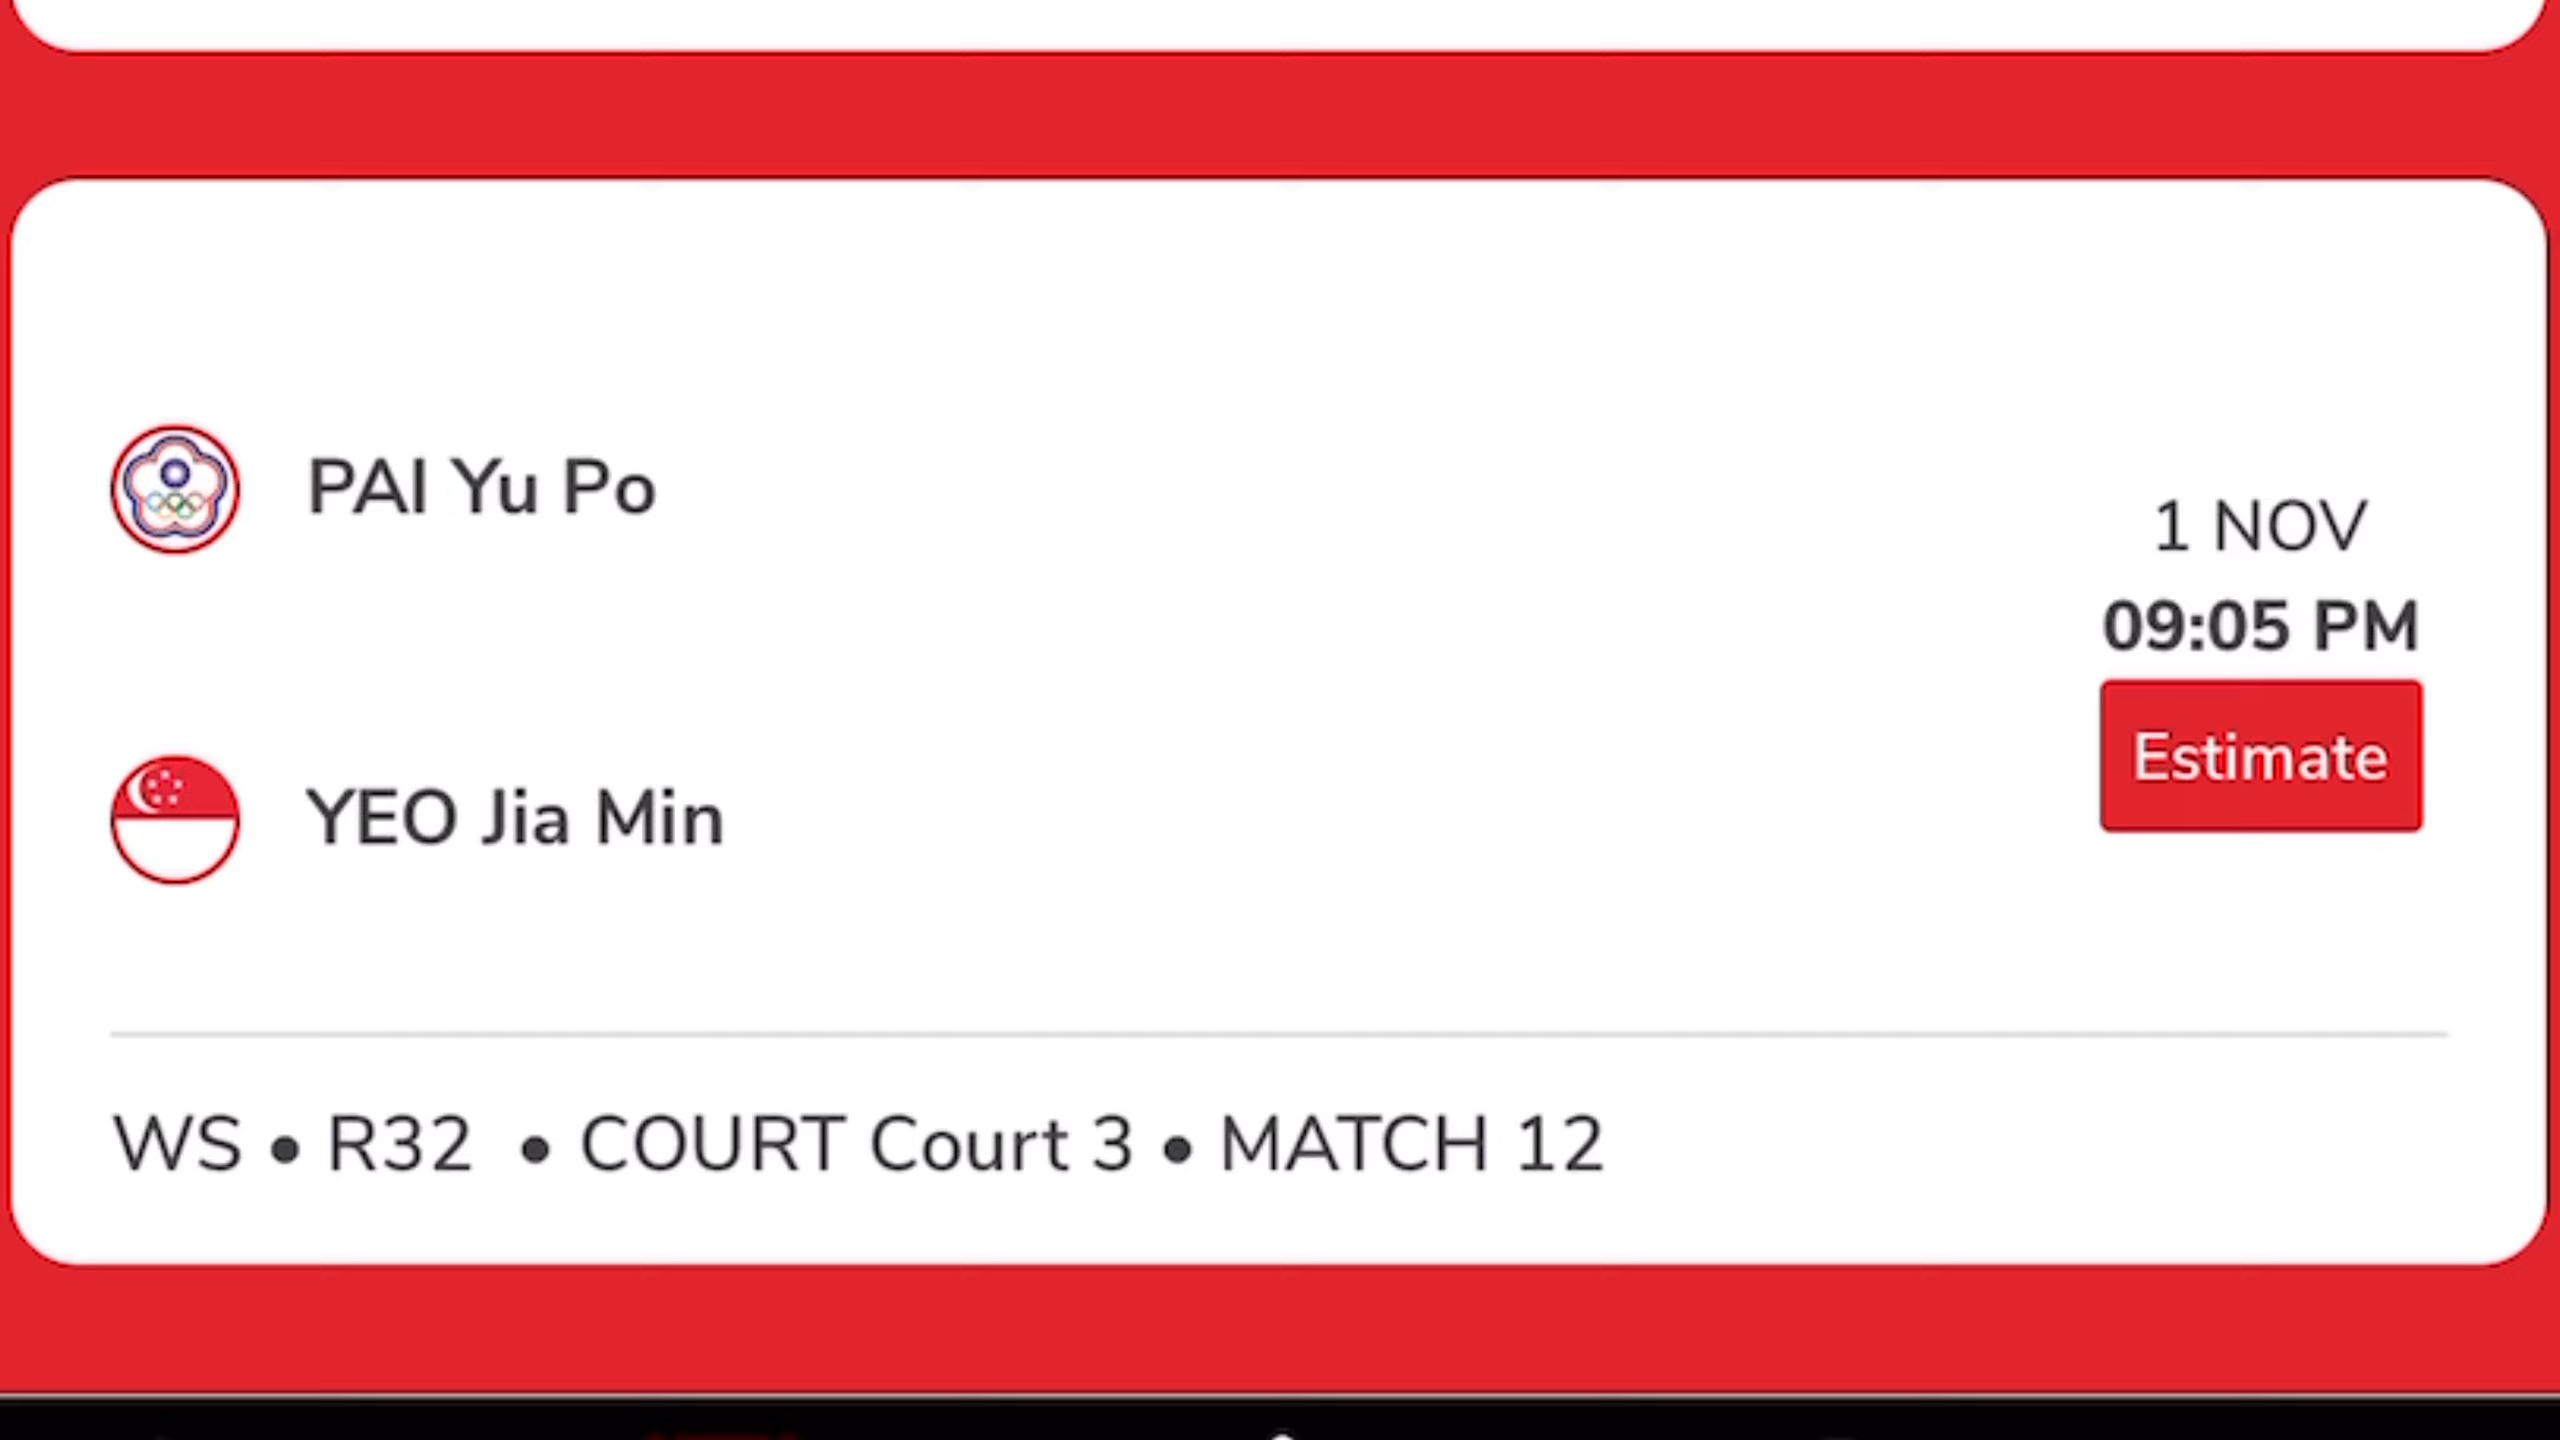 PAI Yu Po
1 NOV
09:05 PM
Estimate
YEO Jia Min
WS • R32 • COURT Court 3 • MATCH 12